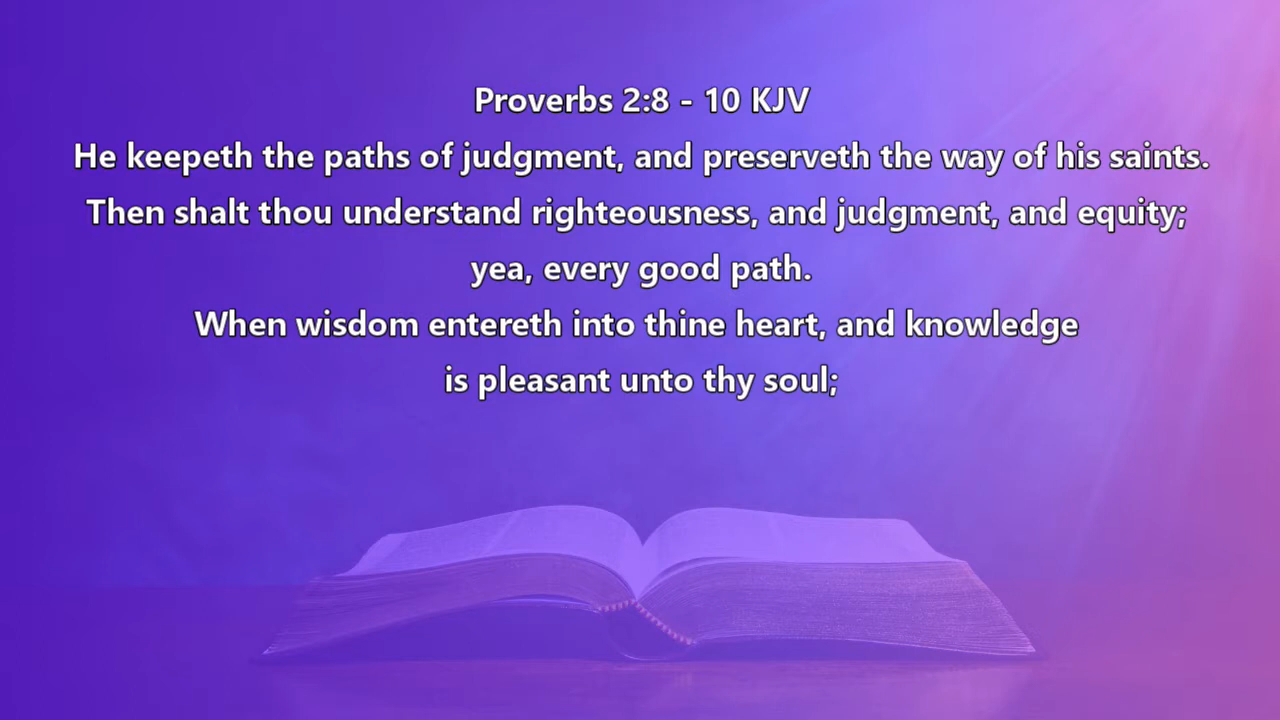 Proverbs 2:8 - 10 KJV
He keepeth the paths of judgment, and preserveth the way of his saints.
Then shalt thou understand righteousness, and judgment, and equity;
yea, every good path.
When wisdom entereth into thine heart, and knowledge
is pleasant unto thy soul;